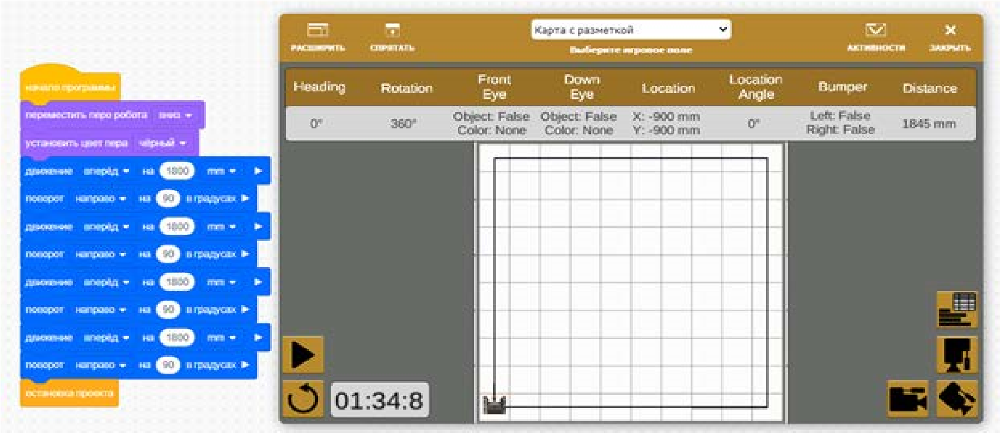 начало программы
переместить перо робота вниз
установить цвет пера чёрный
движение вперёд на 1800 mm
поворот направо на 90 в градусах
движение вперёд на 1800 mm
поворот направо на 90 в градусах
движение вперёд на 1800 mm
поворот направо на 90 в градусах
движение вперёд на 1800 mm
поворот направо на 90 в градусах
остановка проекта
РАСШИРИТЬ
СПРЯТАТЬ
Карта с разметкой
Выберите игровое поле
АКТИВНОСТИ
ЗАКРЫТЬ
Heading Rotation Front Eye Down Eye Location Location Angle Bumper Distance
0° 360° Object: False Object: False X: -900 mm 0° Left: False 1845 mm
Color: None Color: None Y: -900 mm Right: False
01:34:8